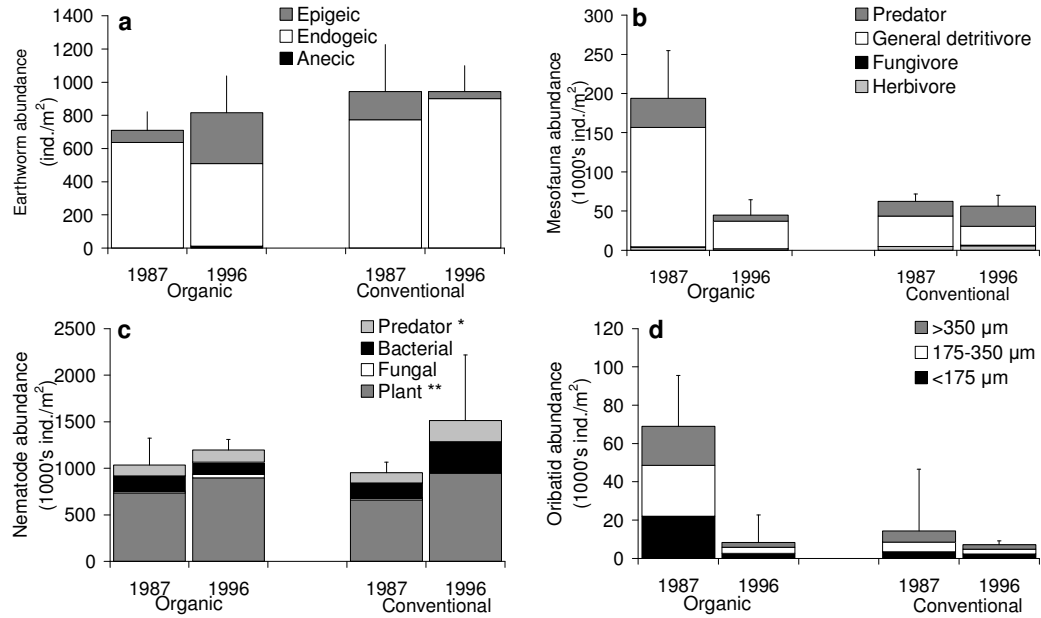 a
Epigeic
Endogeic
Anecic
Earthworm abundance
(ind./m²)
1400
1200
1000
800
600
400
200
0
1987 1996 1987 1996
Organic Conventional
b
Predator
General detritivore
Fungivore
Herbivore
Mesofauna abundance
(1000's ind./m²)
300
250
200
150
100
50
0
1987 1996 1987 1996
Organic Conventional
c
Predator *
Bacterial
Fungal
Plant **
Nematode abundance
(1000's ind./m²)
2500
2000
1500
1000
500
0
1987 1996 1987 1996
Organic Conventional
d
>350 µm
175-350 µm
<175 µm
Oribatid abundance
(1000's ind./m²)
120
100
80
60
40
20
0
1987 1996 1987 1996
Organic Conventional